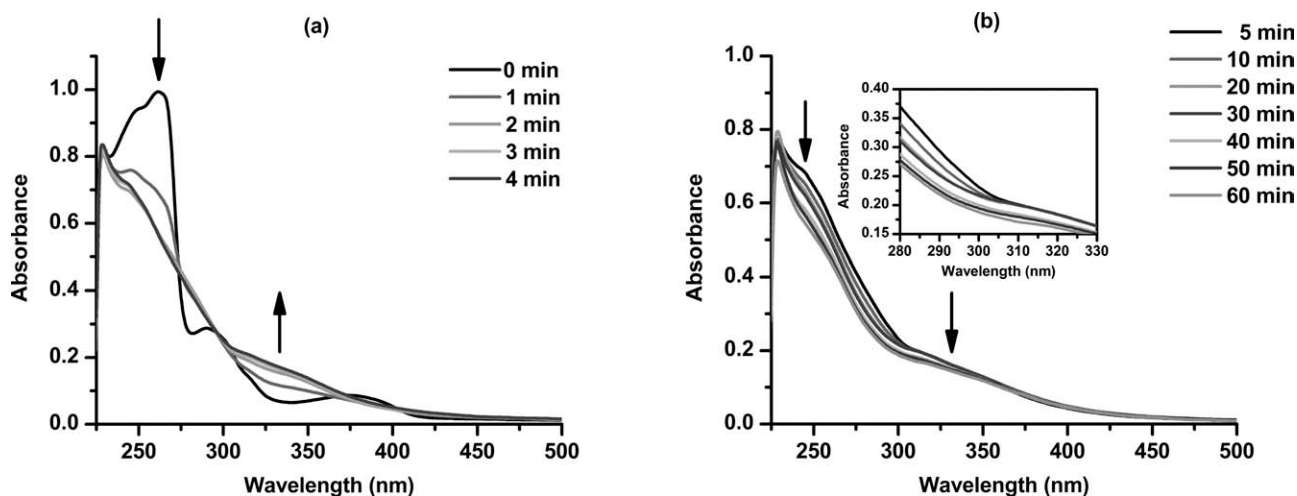 (a)
0 min
1 min
2 min
3 min
4 min
Absorbance
1.0
0.8
0.6
0.4
0.2
0.0
250 300 350 400 450 500
Wavelength (nm)
(b)
5 min
10 min
20 min
30 min
40 min
50 min
60 min
Absorbance
1.0
0.8
0.6
0.4
0.2
0.0
250 300 350 400 450 500
Wavelength (nm)
Absorbance
0.40
0.35
0.30
0.25
0.20
0.15
280 290 300 310 320 330
Wavelength (nm)